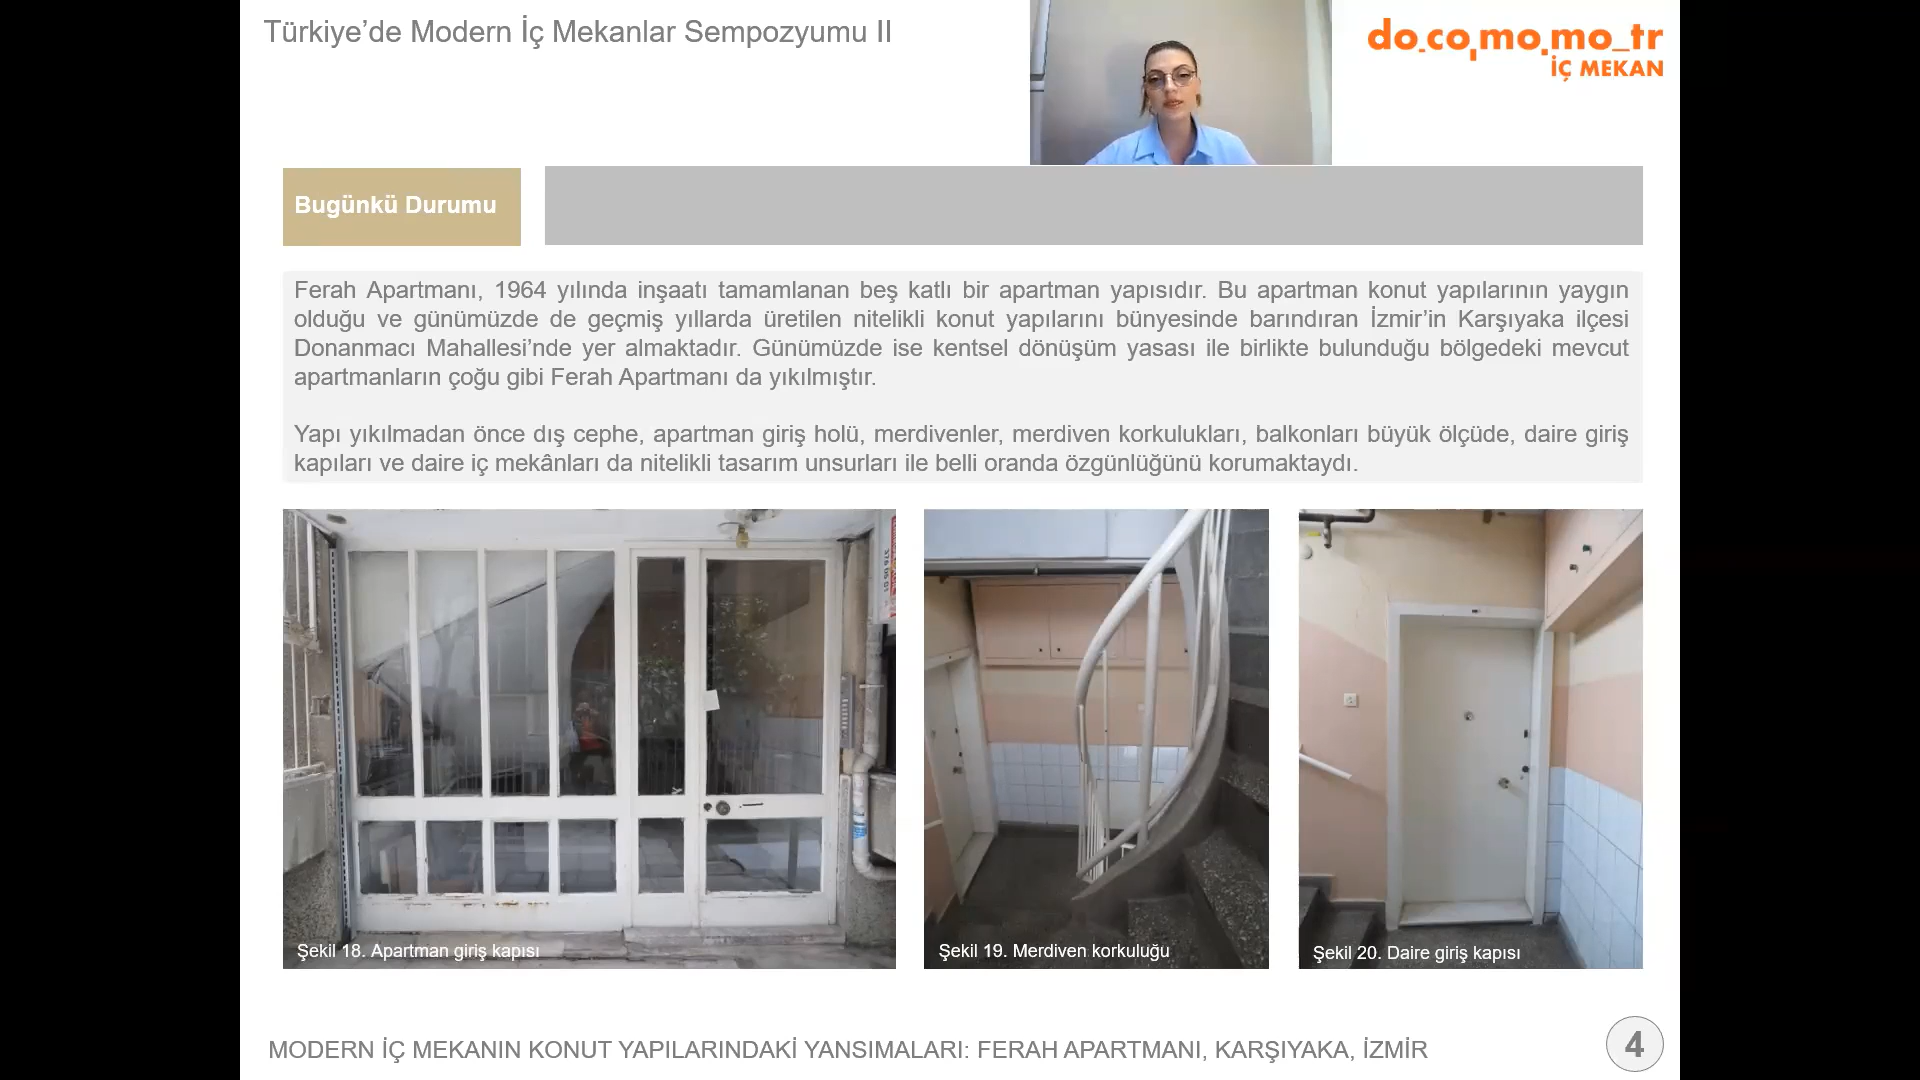 Türkiye’de Modern İç Mekanlar Sempozyumu II
do.co,mo.mo_tr
İÇ MEKAN
Bugünkü Durumu
Ferah Apartmanı, 1964 yılında inşaatı tamamlanan beş katlı bir apartman yapısıdır. Bu apartman konut yapılarının yaygın
olduğu ve günümüzde de geçmiş yıllarda üretilen nitelikli konut yapılarını bünyesinde barındıran İzmir’in Karşıyaka ilçesi
Donanmacı Mahallesi’nde yer almaktadır. Günümüzde ise kentsel dönüşüm yasası ile birlikte bulunduğu bölgedeki mevcut
apartmanların çoğu gibi Ferah Apartmanı da yıkılmıştır.
Yapı yıkılmadan önce dış cephe, apartman giriş holü, merdivenler, merdiven korkulukları, balkonları büyük ölçüde, daire giriş
kapıları ve daire iç mekânları da nitelikli tasarım unsurları ile belli oranda özgünlüğünü korumaktaydı.
Şekil 18. Apartman giriş kapısı
Şekil 19. Merdiven korkuluğu
Şekil 20. Daire giriş kapısı
MODERN İÇ MEKANIN KONUT YAPILARINDAKİ YANSIMALARI: FERAH APARTMANI, KARŞIYAKA, İZMİR
4